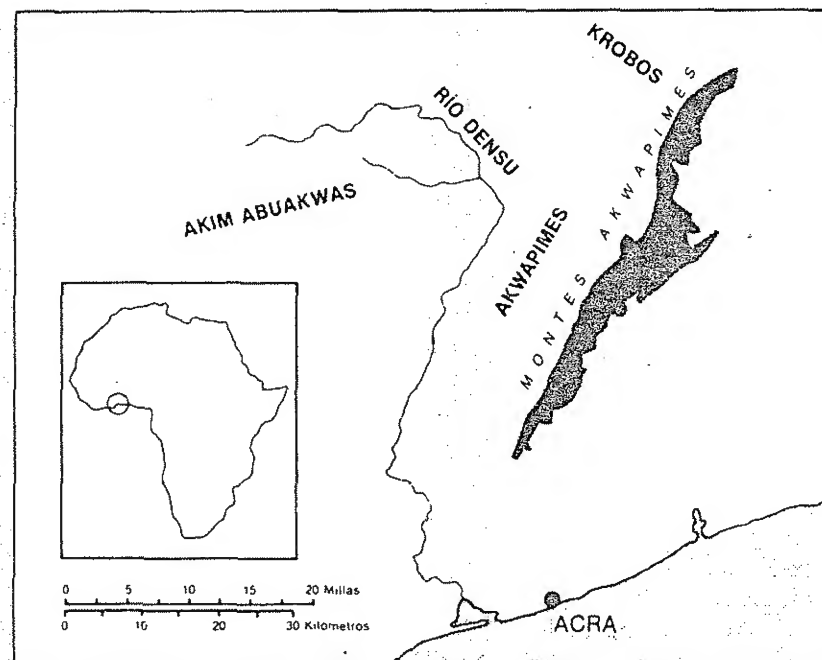 KROBOS
RÍO DENSU
MONTES AKWAPIMES
AKIM ABUAKWAS
AKWAPIMES
0 5 10 15 20 Millas
0 10 20 30 Kilómetros
ACRA